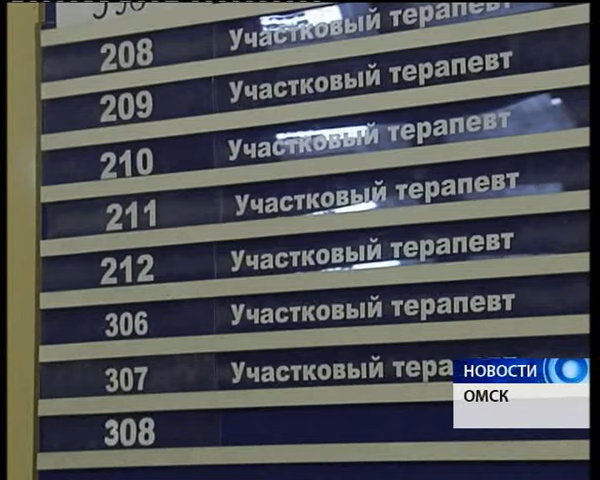 208 Участковый терапевт
209 Участковый терапевт
210 Участковый терапевт
211 Участковый терапевт
212 Участковый терапевт
306 Участковый терапевт
307 Участковый
308
НОВОСТИ
ОМСК